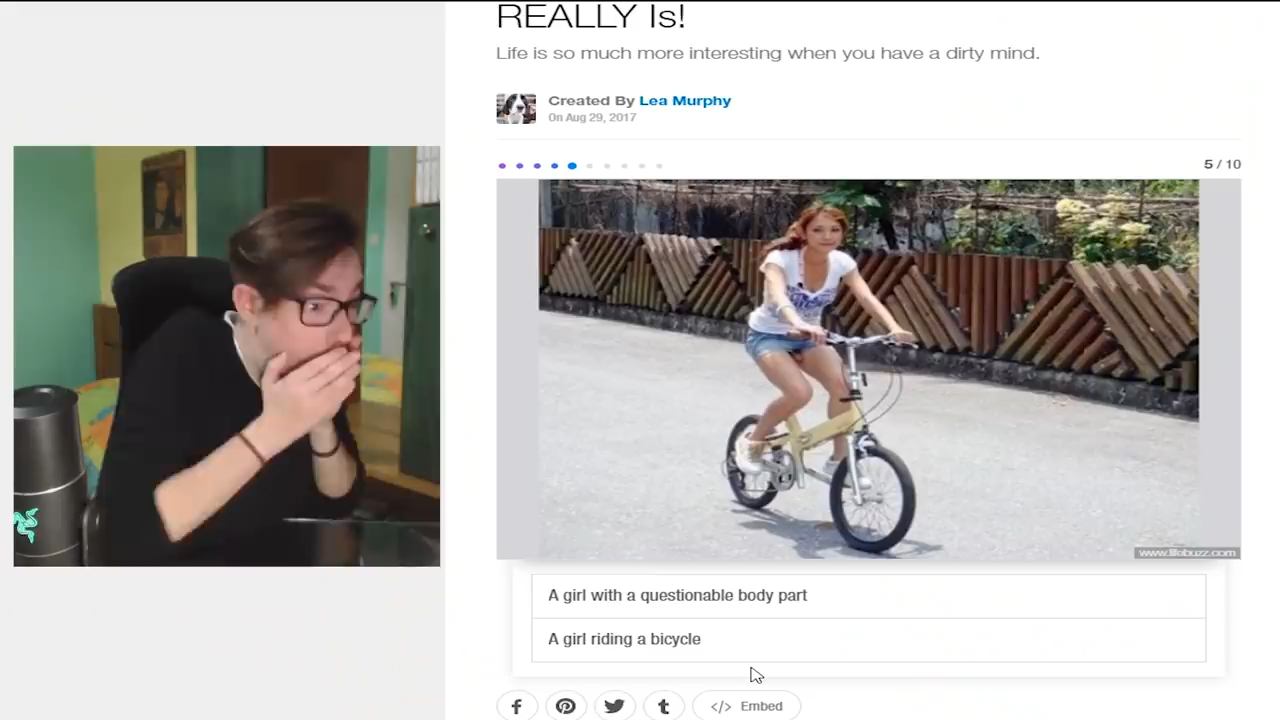 REALLY Is!
Life is so much more interesting when you have a dirty mind.
Created By Lea Murphy
On Aug 29, 2017
5 / 10
www.lifebuzz.com
A girl with a questionable body part
A girl riding a bicycle
</> Embed